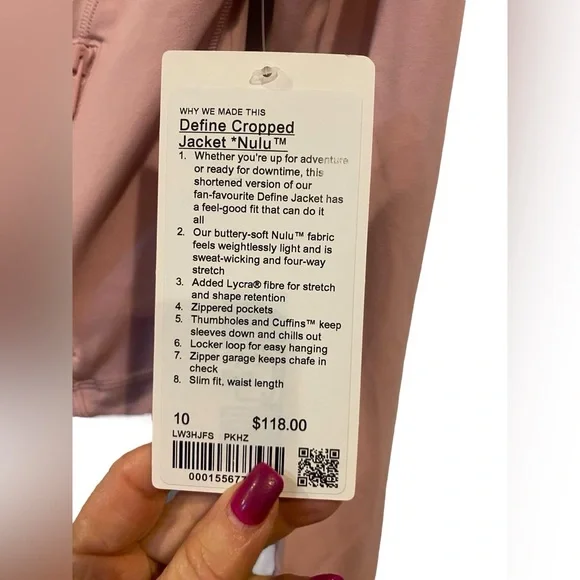 WHY WE MADE THIS
Define Cropped
Jacket *Nulu™
1. Whether you're up for adventure
or ready for downtime, this
shortened version of our
fan-favourite Define Jacket has
a feel-good fit that can do it
all
2. Our buttery-soft Nulu™ fabric
feels weightlessly light and is
sweat-wicking and four-way
stretch
3. Added Lycra® fibre for stretch
and shape retention
4. Zippered pockets
5. Thumbholes and Cuffins™ keep
sleeves down and chills out
6. Locker loop for easy hanging
7. Zipper garage keeps chafe in
check
8. Slim fit, waist length
10 $118.00
LW3HJFS PKHZ